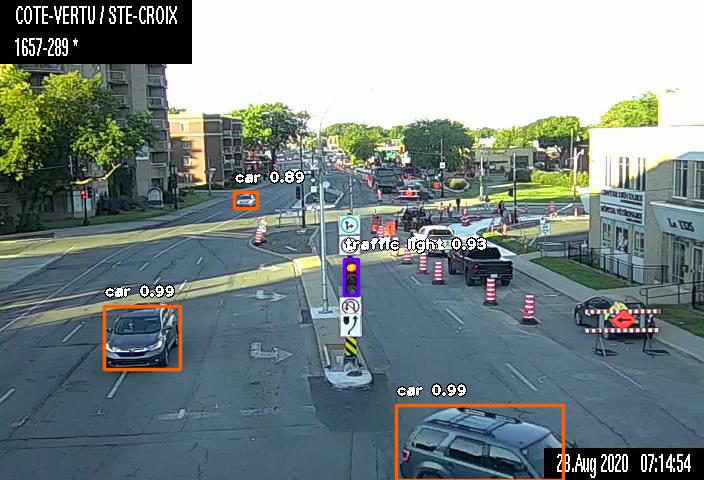 COTE-VERTU / STE-CROIX
1657-289 *
car 0.89
traffic light 0.93
car 0.99
car 0.99
28.Aug 2020 07:14:54